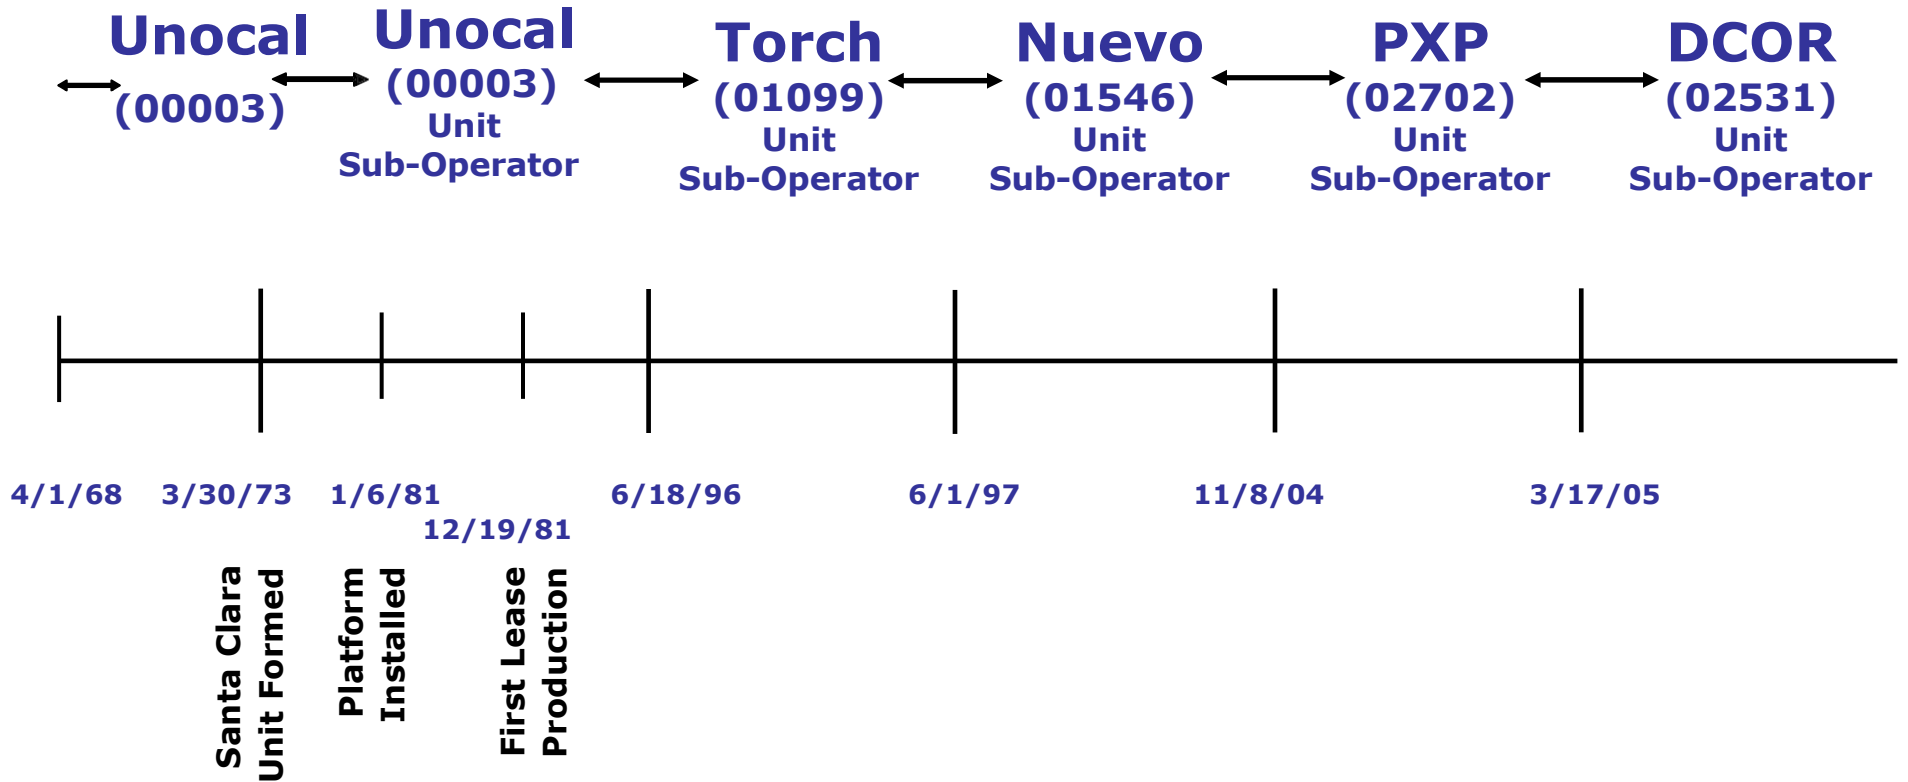 Unocal
(00003)
Unocal
(00003)
Unit
Sub-Operator
Torch
(01099)
Unit
Sub-Operator
Nuevo
(01546)
Unit
Sub-Operator
PXP
(02702)
Unit
Sub-Operator
DCOR
(02531)
Unit
Sub-Operator
4/1/68
3/30/73
1/6/81
12/19/81
6/18/96
6/1/97
11/8/04
3/17/05
Santa Clara
Unit Formed
Platform
Installed
First Lease
Production